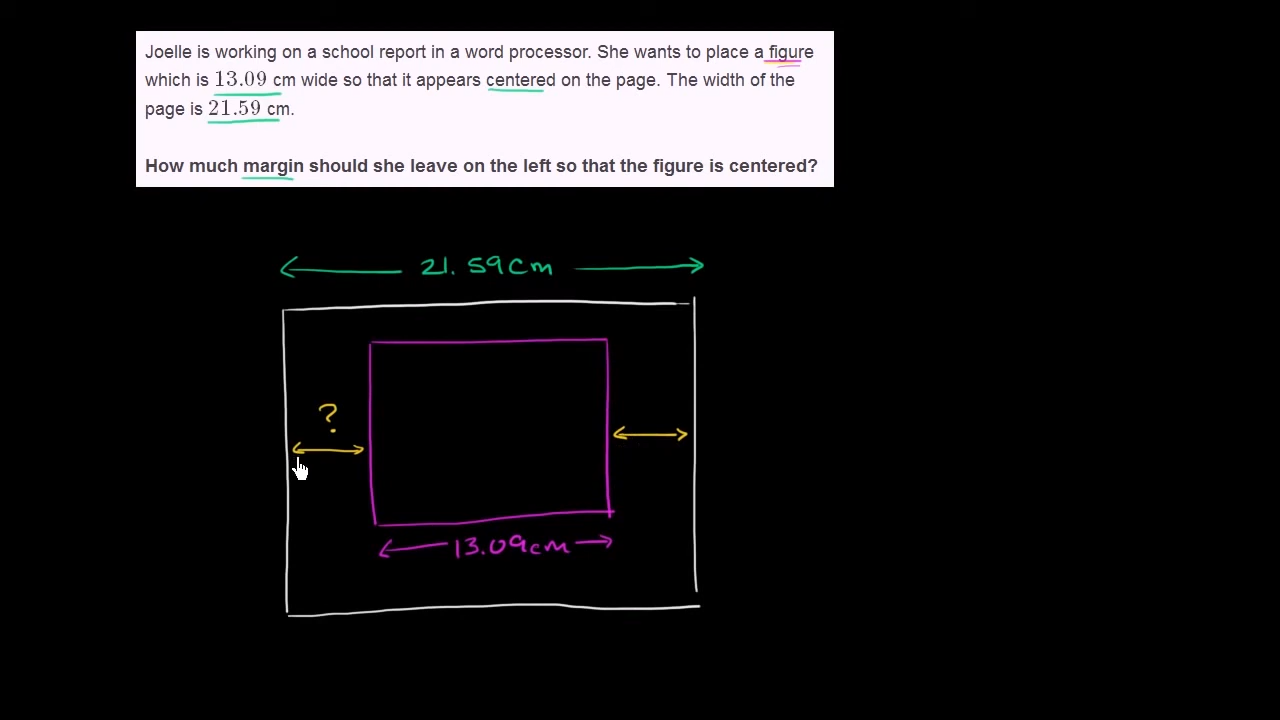 Joelle is working on a school report in a word processor. She wants to place a figure
which is 13.09 cm wide so that it appears centered on the page. The width of the
page is 21.59 cm.
How much margin should she leave on the left so that the figure is centered?
21.59cm
?
13.09cm